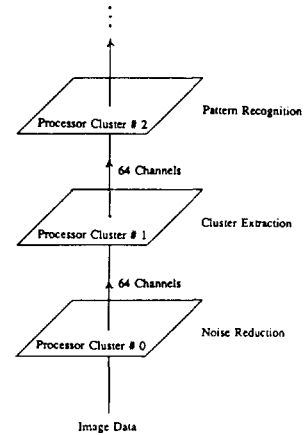 Processor Cluster # 2
Pattern Recognition
64 Channels
Processor Cluster # 1
Cluster Extraction
64 Channels
Processor Cluster # 0
Noise Reduction
Image Data